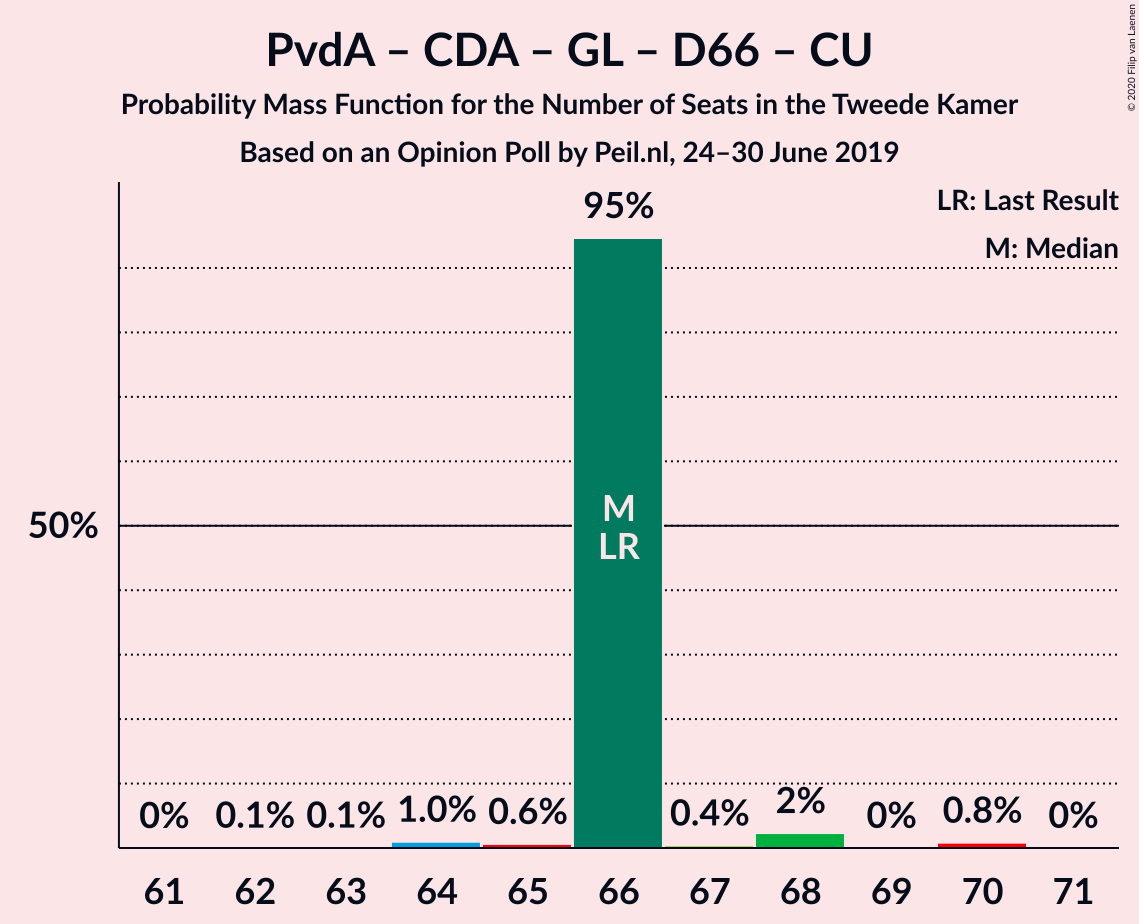 PvdA – CDA – GL – D66 – CU
Probability Mass Function for the Number of Seats in the Tweede Kamer
Based on an Opinion Poll by Peil.nl, 24–30 June 2019
© 2020 Filip van Laenen
LR: Last Result
M: Median
95%
50%
M
LR
0% 0.1% 0.1% 1.0% 0.6% 0.4% 2% 0% 0.8% 0%
61 62 63 64 65 66 67 68 69 70 71